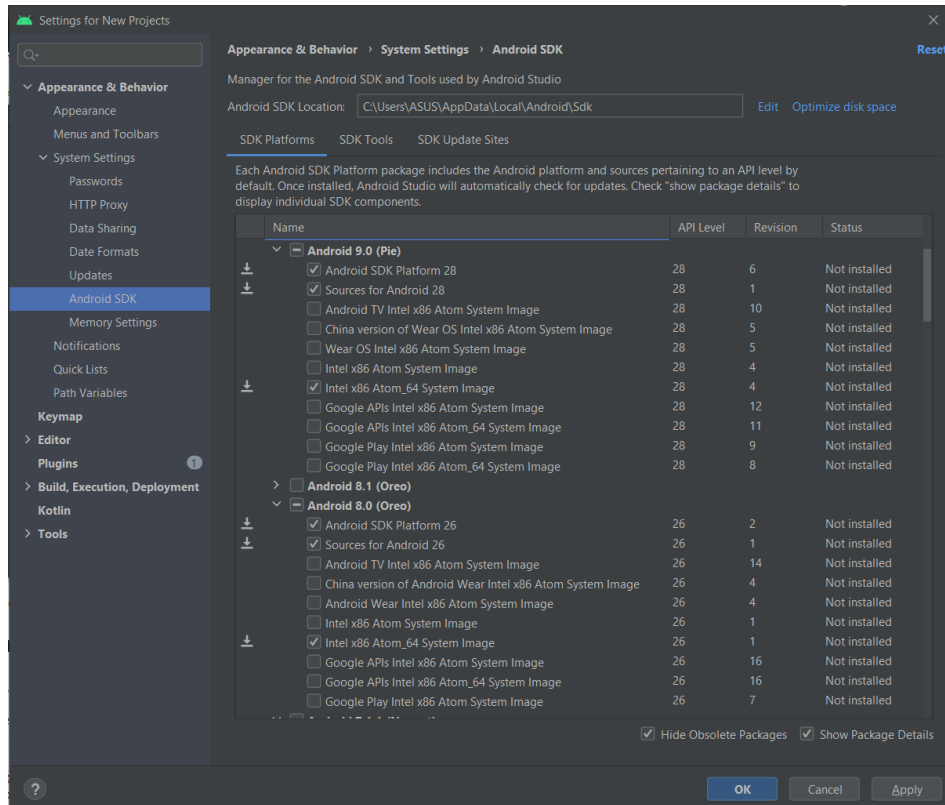 Settings for New Projects
Appearance & Behavior
Appearance
Menus and Toolbars
System Settings
Passwords
HTTP Proxy
Data Sharing
Date Formats
Updates
Android SDK
Memory Settings
Notifications
Quick Lists
Path Variables
Keymap
Editor
Plugins 1
Build, Execution, Deployment
Kotlin
Tools
Appearance & Behavior › System Settings › Android SDK Reset
Manager for the Android SDK and Tools used by Android Studio
Android SDK Location: C:\Users\ASUS\AppData\Local\Android\Sdk Edit Optimize disk space
SDK Platforms SDK Tools SDK Update Sites
Each Android SDK Platform package includes the Android platform and sources pertaining to an API level by
default. Once installed, Android Studio will automatically check for updates. Check "show package details" to
display individual SDK components.
Name API Level Revision Status
Android 9.0 (Pie)
Android SDK Platform 28 28 6 Not installed
Sources for Android 28 28 1 Not installed
Android TV Intel x86 Atom System Image 28 10 Not installed
China version of Wear OS Intel x86 Atom System Image 28 5 Not installed
Wear OS Intel x86 Atom System Image 28 5 Not installed
Intel x86 Atom System Image 28 4 Not installed
Intel x86 Atom_64 System Image 28 4 Not installed
Google APIs Intel x86 Atom System Image 28 12 Not installed
Google APIs Intel x86 Atom_64 System Image 28 11 Not installed
Google Play Intel x86 Atom System Image 28 9 Not installed
Google Play Intel x86 Atom_64 System Image 28 8 Not installed
Android 8.1 (Oreo)
Android 8.0 (Oreo)
Android SDK Platform 26 26 2 Not installed
Sources for Android 26 26 1 Not installed
Android TV Intel x86 Atom System Image 26 14 Not installed
China version of Android Wear Intel x86 Atom System Image 26 4 Not installed
Android Wear Intel x86 Atom System Image 26 4 Not installed
Intel x86 Atom System Image 26 1 Not installed
Intel x86 Atom_64 System Image 26 1 Not installed
Google APIs Intel x86 Atom System Image 26 16 Not installed
Google APIs Intel x86 Atom_64 System Image 26 16 Not installed
Google Play Intel x86 Atom System Image 26 7 Not installed
Hide Obsolete Packages Show Package Details
? OK Cancel Apply